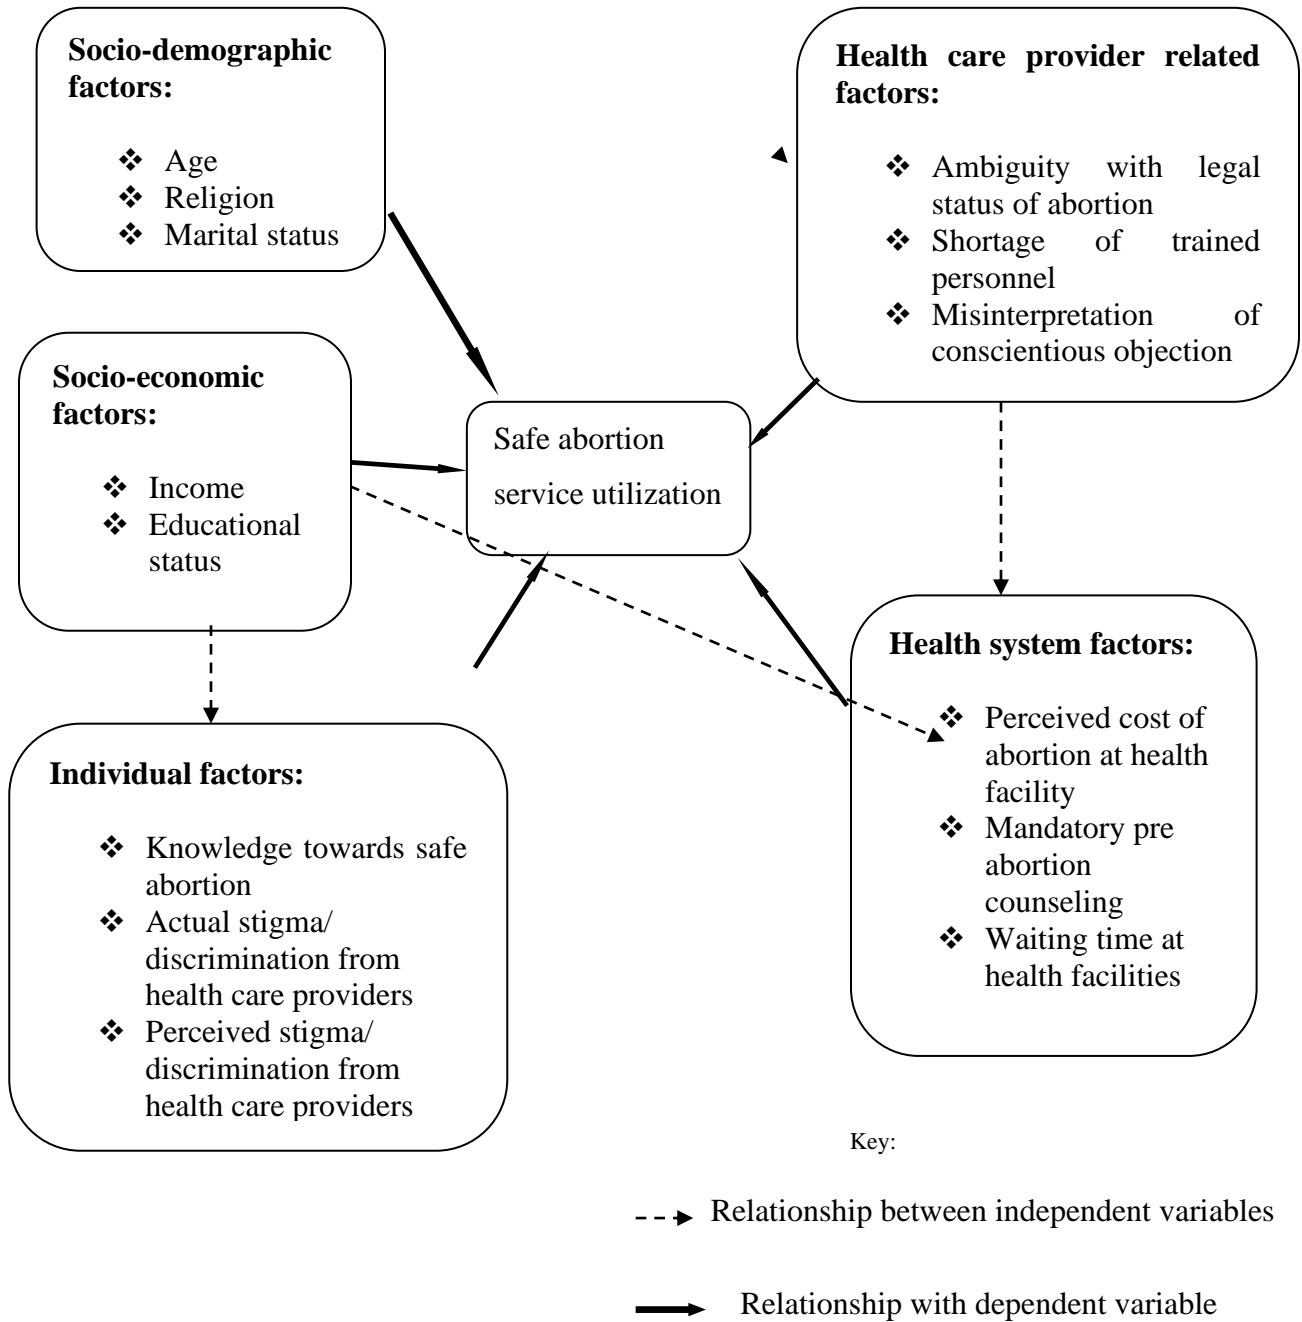 Socio-demographic
factors:
❖ Age
❖ Religion
❖ Marital status
Health care provider related
factors:
❖ Ambiguity with legal
status of abortion
❖ Shortage of trained
personnel
❖ Misinterpretation of
conscientious objection
Socio-economic
factors:
❖ Income
❖ Educational
status
Safe abortion
service utilization
Health system factors:
❖ Perceived cost of
abortion at health
facility
❖ Mandatory pre
abortion
counseling
❖ Waiting time at
health facilities
Individual factors:
❖ Knowledge towards safe
abortion
❖ Actual stigma/
discrimination from
health care providers
❖ Perceived stigma/
discrimination from
health care providers
Key:
Relationship between independent variables
Relationship with dependent variable